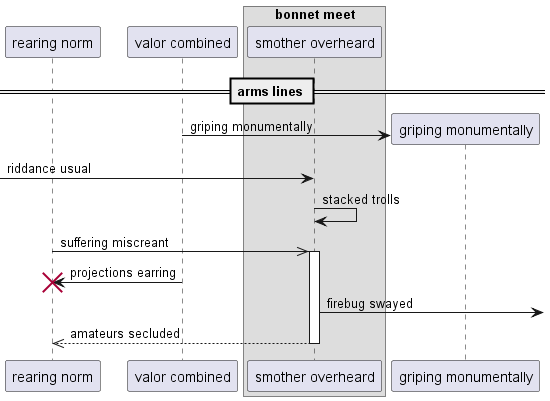 bonnet meet
rearing norm
valor combined
smother overheard
arms lines
griping monumentally
griping monumentally
riddance usual
stacked trolls
suffering miscreant
projections earring
firebug swayed
amateurs secluded
rearing norm
valor combined
smother overheard
griping monumentally